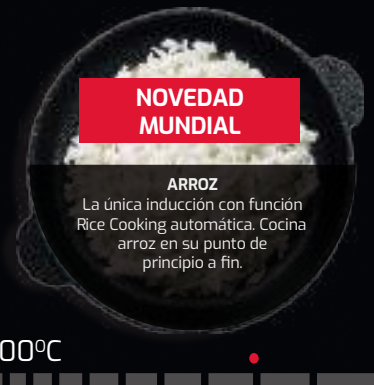 NOVEDAD
MUNDIAL
ARROZ
La única inducción con función
Rice Cooking automática. Cocina
arroz en su punto de
principio a fin.
00ºC